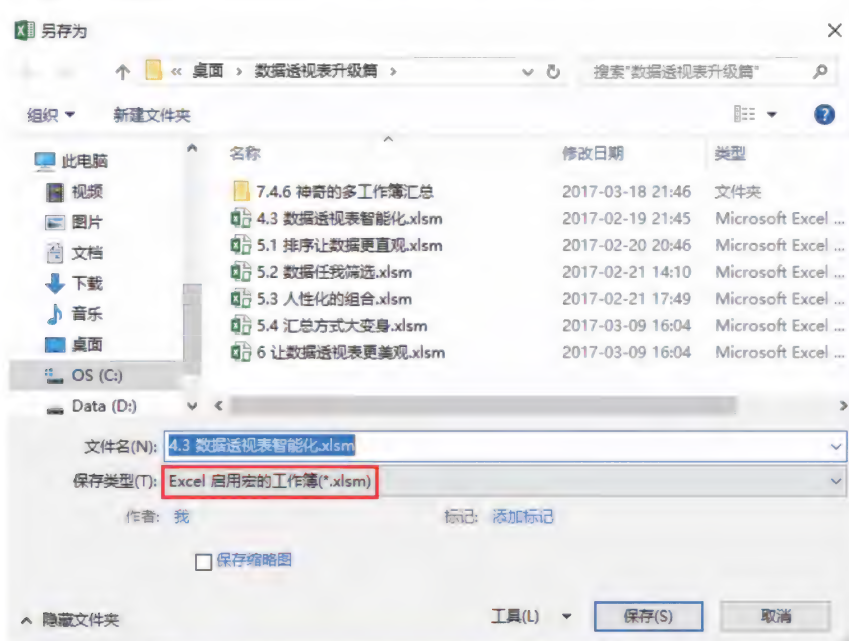 另存为
« 桌面 › 数据透视表升级篇 ›
搜索"数据透视表升级篇"
组织 新建文件夹
名称 修改日期 类型
此电脑
视频
图片
文档
下载
音乐
桌面
OS (C:)
Data (D:)
7.4.6 神奇的多工作簿汇总 2017-03-18 21:46 文件夹
4.3 数据透视表智能化.xlsm 2017-02-19 21:45 Microsoft Excel ...
5.1 排序让数据更直观.xlsm 2017-02-20 20:46 Microsoft Excel ...
5.2 数据任我筛选.xlsm 2017-02-21 14:10 Microsoft Excel ...
5.3 人性化的组合.xlsm 2017-02-21 17:49 Microsoft Excel ...
5.4 汇总方式大变身.xlsm 2017-03-09 16:04 Microsoft Excel ...
6 让数据透视表更美观.xlsm 2017-03-09 16:04 Microsoft Excel ...
文件名(N): 4.3 数据透视表智能化.xlsm
保存类型(T): Excel 启用宏的工作簿(*.xlsm)
作者: 我 标记: 添加标记
保存缩略图
隐藏文件夹 工具(L) 保存(S) 取消